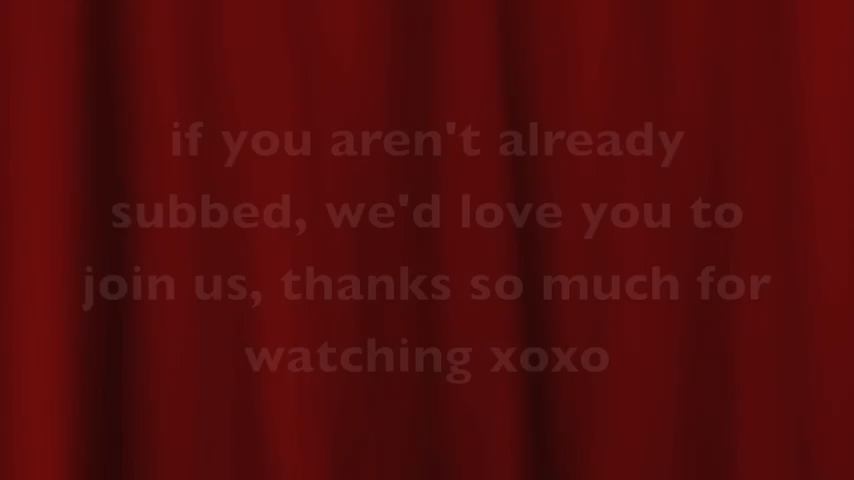 if you aren't already
subbed, we'd love you to
join us, thanks so much for
watching xoxo